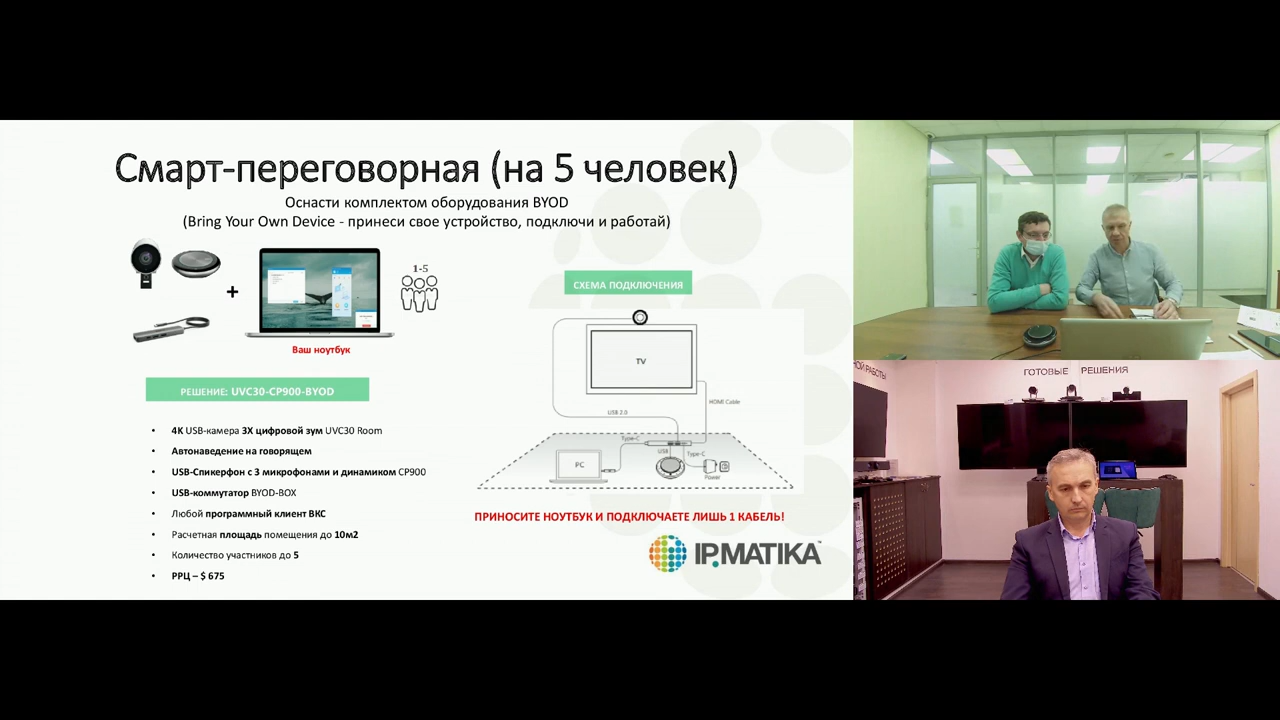 Смарт-переговорная (на 5 человек)
Оснасти комплектом оборудования BYOD
(Bring Your Own Device - принеси свое устройство, подключи и работай)
+
1-5
Ваш ноутбук
РЕШЕНИЕ: UVC30-CP900-BYOD
• 4K USB-камера 3X цифровой зум UVC30 Room
• Автонаведение на говорящем
• USB-Спикерфон с 3 микрофонами и динамиком CP900
• USB-коммутатор BYOD-BOX
• Любой программный клиент ВКС
• Расчетная площадь помещения до 10м2
• Количество участников до 5
• РРЦ – $ 675
СХЕМА ПОДКЛЮЧЕНИЯ
TV
HDMI Cable
USB 2.0
Type-C
USB
Type-C
PC
Power
ПРИНОСИТЕ НОУТБУК И ПОДКЛЮЧАЕТЕ ЛИШЬ 1 КАБЕЛЬ!
IPMATIKA™
НОЙ РАБОТЫ
ГОТОВЫЕ РЕШЕНИЯ